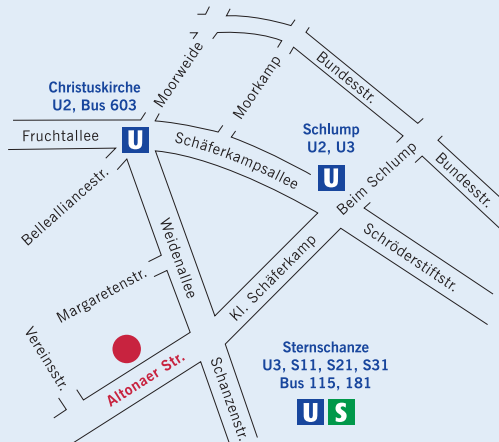 Moorweide
Bundesstr.
Christuskirche
U2, Bus 603
Moorkamp
Fruchtallee
U
Schäferkampsallee
Schlump
U2, U3
U
Beim Schlump
Bundesstr.
Bellealliancestr.
Weidenallee
Schröderstiftstr.
Margaretenstr.
Kl. Schäferkamp
Vereinsstr.
Altonaer Str.
Schanzenstr.
Sternschanze
U3, S11, S21, S31
Bus 115, 181
U S